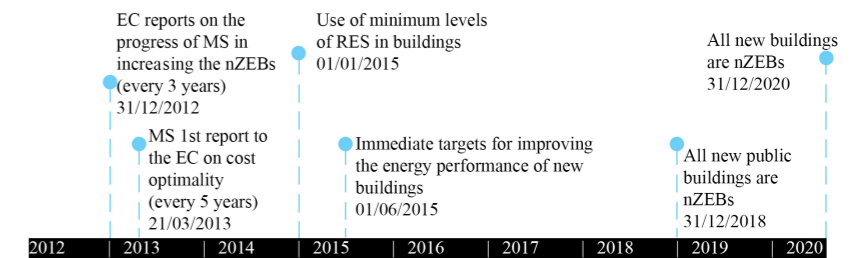 EC reports on the
progress of MS in
increasing the nZEBs
(every 3 years)
31/12/2012
MS 1st report to
the EC on cost
optimality
(every 5 years)
21/03/2013
Use of minimum levels
of RES in buildings
01/01/2015
Immediate targets for improving
the energy performance of new
buildings
01/06/2015
All new public
buildings are
nZEBs
31/12/2018
All new buildings
are nZEBs
31/12/2020
2012 | 2013 | 2014 | 2015 | 2016 | 2017 | 2018 | 2019 | 2020